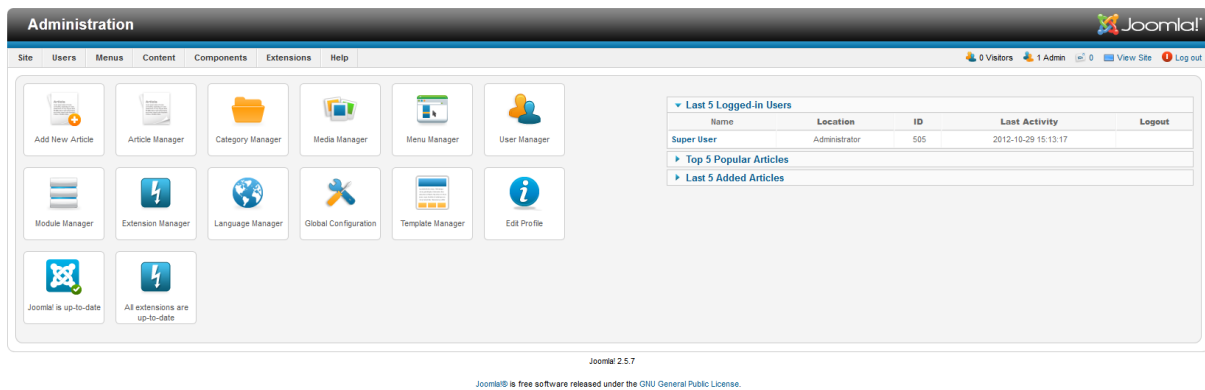 Administration
Joomla!
Site Users Menus Content Components Extensions Help
0 Visitors 1 Admin 0 View Site Log out
Add New Article
Article Manager
Category Manager
Media Manager
Menu Manager
User Manager
Module Manager
Extension Manager
Language Manager
Global Configuration
Template Manager
Edit Profile
Joomla! is up-to-date
All extensions are
up-to-date
Last 5 Logged-in Users
Name Location ID Last Activity Logout
Super User Administrator 505 2012-10-29 15:13:17
Top 5 Popular Articles
Last 5 Added Articles
Joomla! 2.5.7
Joomla!® is free software released under the GNU General Public License.